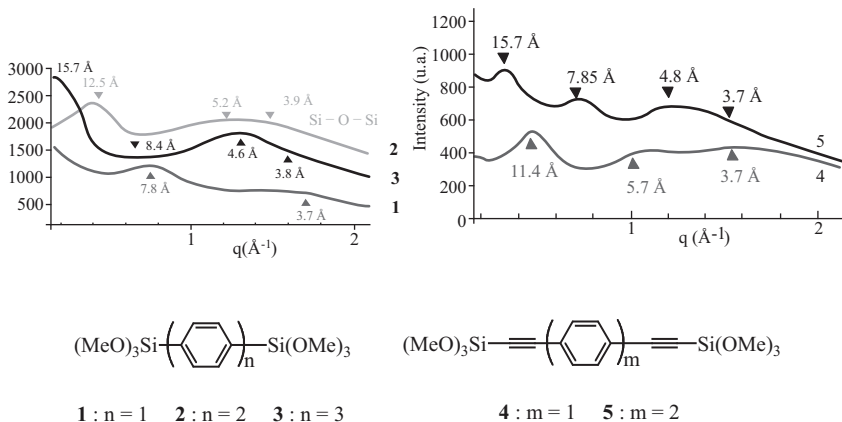 15.7 Å
3000
12.5 Å
2500
5.2 Å
3.9 Å
2000
Si – O – Si
1500
8.4 Å
2
4.6 Å
3.8 Å
3
1000
7.8 Å
500
3.7 Å
1
1
2
q(Å⁻¹)
Intensity (u.a.)
1200
15.7 Å
1000
7.85 Å
4.8 Å
800
3.7 Å
600
400
5
11.4 Å
5.7 Å
3.7 Å
4
200
0
1
2
q (Å⁻¹)
(MeO)₃Si
n
Si(OMe)₃
(MeO)₃Si
m
Si(OMe)₃
1 : n = 1 2 : n = 2 3 : n = 3
4 : m = 1 5 : m = 2